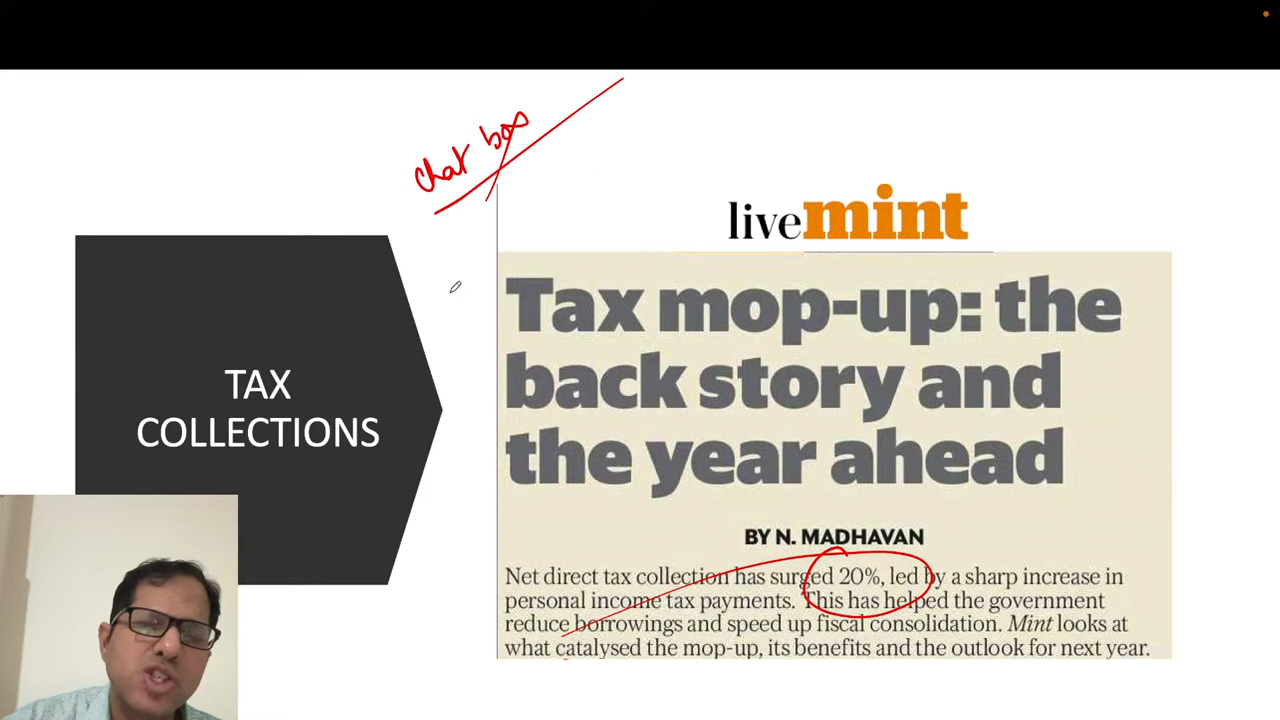 chat box
livemint
Tax mop-up: the
back story and
the year ahead
BY N. MADHAVAN
Net direct tax collection has surged 20%, led by a sharp increase in
personal income tax payments. This has helped the government
reduce borrowings and speed up fiscal consolidation. Mint looks at
what catalysed the mop-up, its benefits and the outlook for next year.
TAX
COLLECTIONS